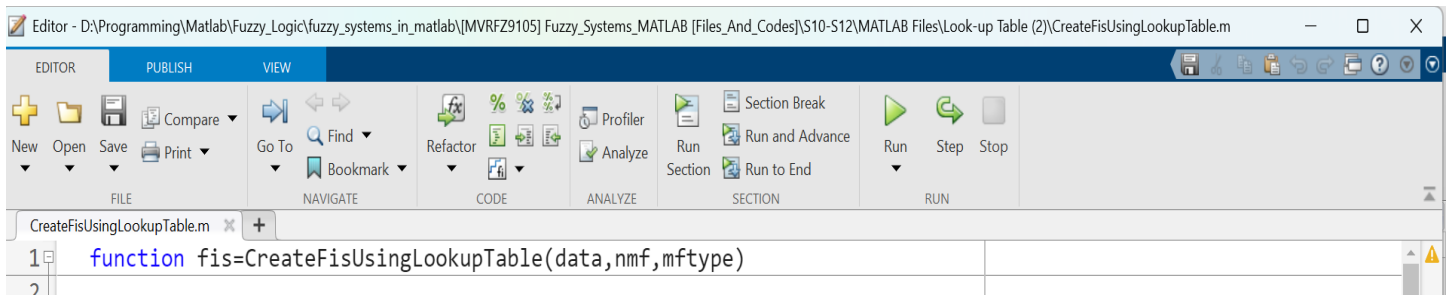 Editor - D:\Programming\Matlab\Fuzzy_Logic\fuzzy_systems_in_matlab\[MVRFZ9105] Fuzzy_Systems_MATLAB [Files_And_Codes]\S10-S12\MATLAB Files\Look-up Table (2)\CreateFisUsingLookupTable.m
EDITOR PUBLISH VIEW
New Open Save Compare Print
Go To Find Bookmark
Refactor fx % fi
Profiler Analyze
Run Section Section Break Run and Advance Run to End
Run Step Stop
FILE NAVIGATE CODE ANALYZE SECTION RUN
CreateFisUsingLookupTable.m
1 function fis=CreateFisUsingLookupTable(data,nmf,mftype)
2